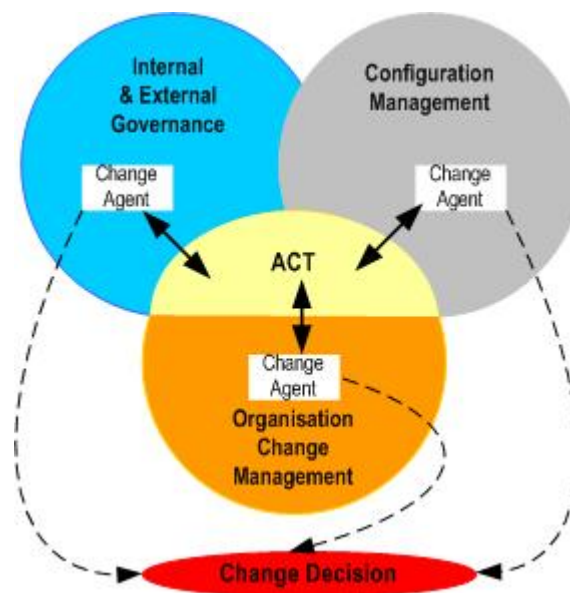 Internal
& External
Governance
Configuration
Management
Change
Agent
Change
Agent
ACT
Change
Agent
Organisation
Change
Management
Change Decision